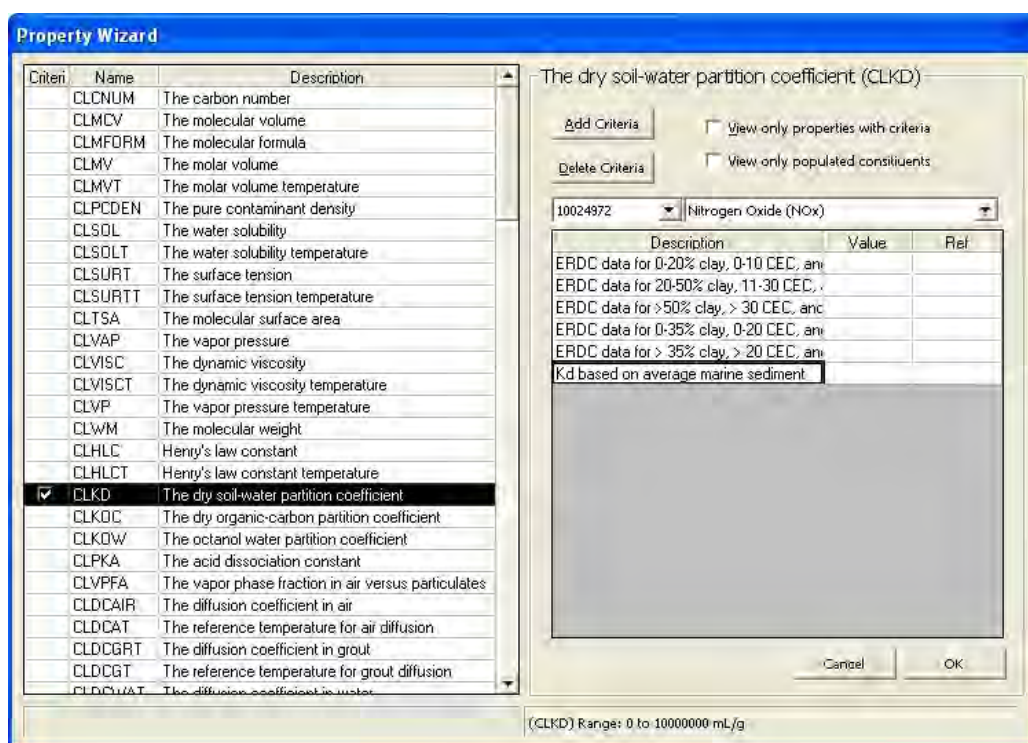 Property Wizard
Criteri Name Description
CLCNUM The carbon number
CLMCV The molecular volume
CLMFORM The molecular formula
CLMV The molar volume
CLMVT The molar volume temperature
CLPCDEN The pure contaminant density
CLSOL The water solubility
CLSOLT The water solubility temperature
CLSURT The surface tension
CLSURTT The surface tension temperature
CLTSA The molecular surface area
CLVAP The vapor pressure
CLVISC The dynamic viscosity
CLVISCT The dynamic viscosity temperature
CLVP The vapor pressure temperature
CLWM The molecular weight
CLHLC Henry's law constant
CLHLCT Henry's law constant temperature
CLKD The dry soil-water partition coefficient
CLKOC The dry organic-carbon partition coefficient
CLKOW The octanol water partition coefficient
CLPKA The acid dissociation constant
CLVPFA The vapor phase fraction in air versus particulates
CLDCAIR The diffusion coefficient in air
CLDCAT The reference temperature for air diffusion
CLDCGRT The diffusion coefficient in grout
CLDCGT The reference temperature for grout diffusion
CLDCWAT The diffusion coefficient in water
The dry soil-water partition coefficient (CLKD)
Add Criteria
View only properties with criteria
Delete Criteria
View only populated consitiuents
10024972 Nitrogen Oxide (NOx)
Description Value Ref
ERDC data for 0-20% clay, 0-10 CEC, an
ERDC data for 20-50% clay, 11-30 CEC,
ERDC data for >50% clay, > 30 CEC, anc
ERDC data for 0-35% clay, 0-20 CEC, an
ERDC data for > 35% clay, > 20 CEC, an
Kd based on average marine sediment
Cancel OK
(CLKD) Range: 0 to 10000000 mL/g